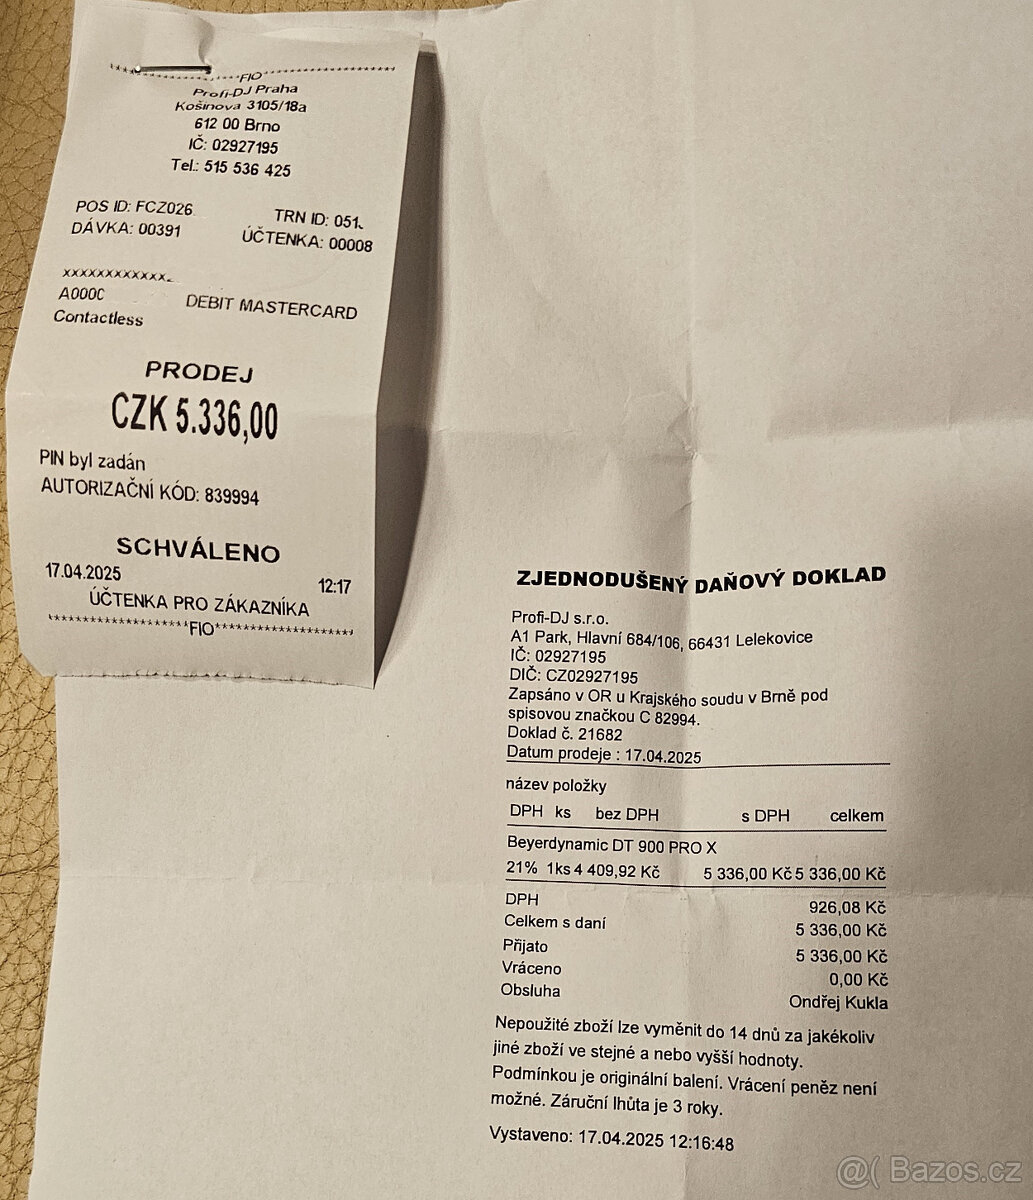 ********************FIO********************
Profi-DJ Praha
Košinova 3105/18a
612 00 Brno
IČ: 02927195
Tel.: 515 536 425
POS ID: FCZ026 TRN ID: 051
DÁVKA: 00391 ÚČTENKA: 00008
xxxxxxxxxxxx
A000 DEBIT MASTERCARD
Contactless
PRODEJ
CZK 5.336,00
PIN byl zadán
AUTORIZAČNÍ KÓD: 839994
SCHVÁLENO
17.04.2025 12:17
ÚČTENKA PRO ZÁKAZNÍKA
********************FIO********************
ZJEDNODUŠENÝ DAŇOVÝ DOKLAD
Profi-DJ s.r.o.
A1 Park, Hlavní 684/106, 66431 Lelekovice
IČ: 02927195
DIČ: CZ02927195
Zapsáno v OR u Krajského soudu v Brně pod
spisovou značkou C 82994.
Doklad č. 21682
Datum prodeje : 17.04.2025
název položky
DPH ks bez DPH s DPH celkem
Beyerdynamic DT 900 PRO X
21% 1ks 4 409,92 Kč 5 336,00 Kč 5 336,00 Kč
DPH 926,08 Kč
Celkem s daní 5 336,00 Kč
Přijato 5 336,00 Kč
Vráceno 0,00 Kč
Obsluha Ondřej Kukla
Nepoužité zboží lze vyměnit do 14 dnů za jakékoliv
jiné zboží ve stejné a nebo vyšší hodnoty.
Podmínkou je originální balení. Vrácení peněz není
možné. Záruční lhůta je 3 roky.
Vystaveno: 17.04.2025 12:16:48
@( Bazos.cz